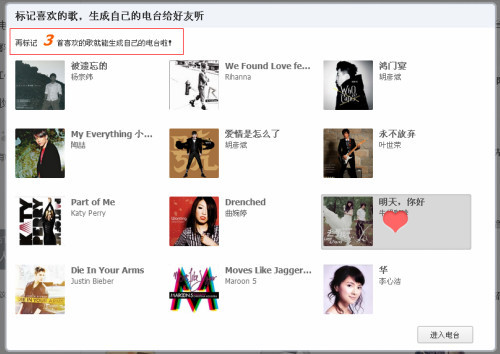 标记喜欢的歌，生成自己的电台给好友听
再标记 3 首喜欢的歌就能生成自己的电台啦！
被遗忘的
杨宗纬
We Found Love fe...
Rihanna
鸿门宴
胡彦斌
My Everything 小...
陶喆
爱情是怎么了
胡彦斌
永不放弃
叶世荣
Part of Me
Katy Perry
Drenched
曲婉婷
明天，你好
Die In Your Arms
Justin Bieber
Moves Like Jagger...
Maroon 5
华
李心洁
进入电台